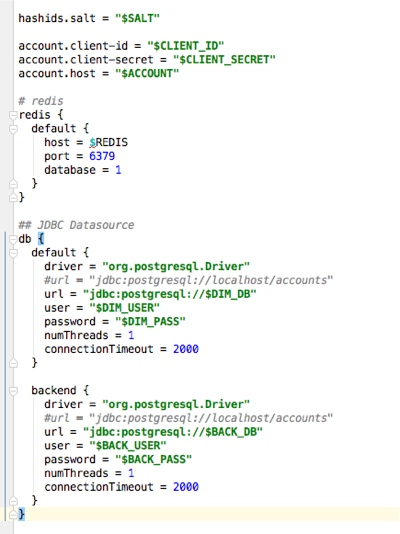 hashids.salt = "$SALT"
account.client-id = "$CLIENT_ID"
account.client-secret = "$CLIENT_SECRET"
account.host = "$ACCOUNT"
# redis
redis {
default {
host = $REDIS
port = 6379
database = 1
}
}
## JDBC Datasource
db {
default {
driver = "org.postgresql.Driver"
#url = "jdbc:postgresql://localhost/accounts"
url = "jdbc:postgresql://$DIM_DB"
user = "$DIM_USER"
password = "$DIM_PASS"
numThreads = 1
connectionTimeout = 2000
}
backend {
driver = "org.postgresql.Driver"
#url = "jdbc:postgresql://localhost/accounts"
url = "jdbc:postgresql://$BACK_DB"
user = "$BACK_USER"
password = "$BACK_PASS"
numThreads = 1
connectionTimeout = 2000
}
}